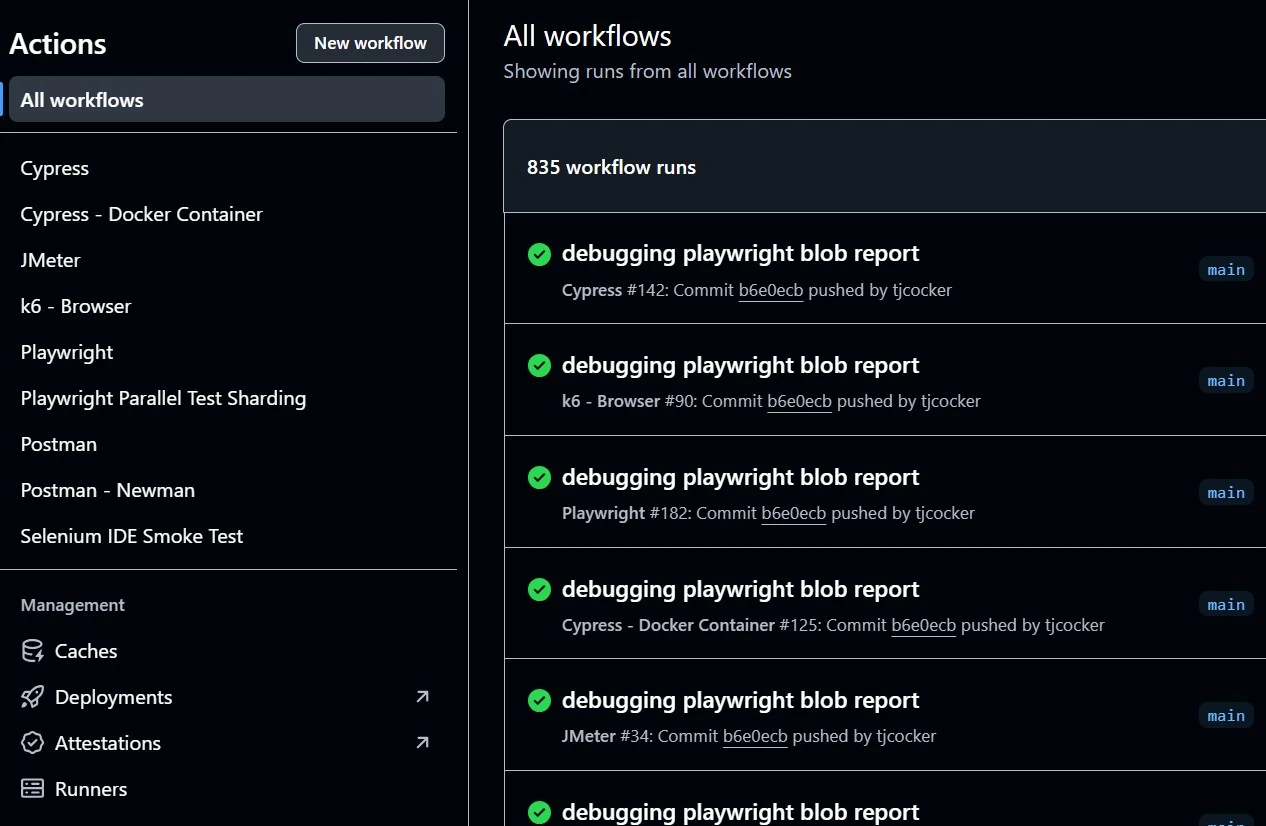 Actions
New workflow
All workflows
Cypress
Cypress - Docker Container
JMeter
k6 - Browser
Playwright
Playwright Parallel Test Sharding
Postman
Postman - Newman
Selenium IDE Smoke Test
Management
Caches
Deployments
Attestations
Runners
All workflows
Showing runs from all workflows
835 workflow runs
debugging playwright blob report
Cypress #142: Commit b6e0ecb pushed by tjcocker
main
debugging playwright blob report
k6 - Browser #90: Commit b6e0ecb pushed by tjcocker
main
debugging playwright blob report
Playwright #182: Commit b6e0ecb pushed by tjcocker
main
debugging playwright blob report
Cypress - Docker Container #125: Commit b6e0ecb pushed by tjcocker
main
debugging playwright blob report
JMeter #34: Commit b6e0ecb pushed by tjcocker
main
debugging playwright blob report
main